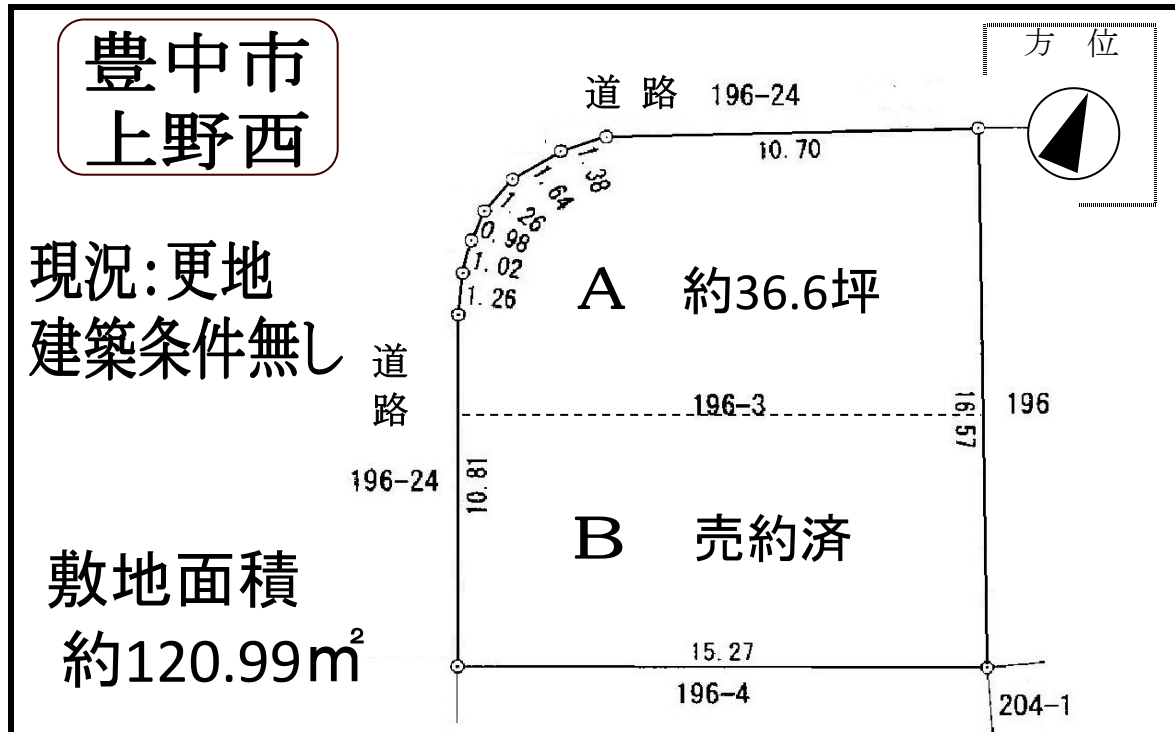 豊中市
上野西
方 位
道 路 196-24
10.70
1.38
1.64
1.26
0.98
1.02
1.26
現況:更地
建築条件無し
A 約36.6坪
道
路
196-3
16.57
196
196-24
10.81
B 売約済
敷地面積
約120.99㎡
15.27
196-4
204-1